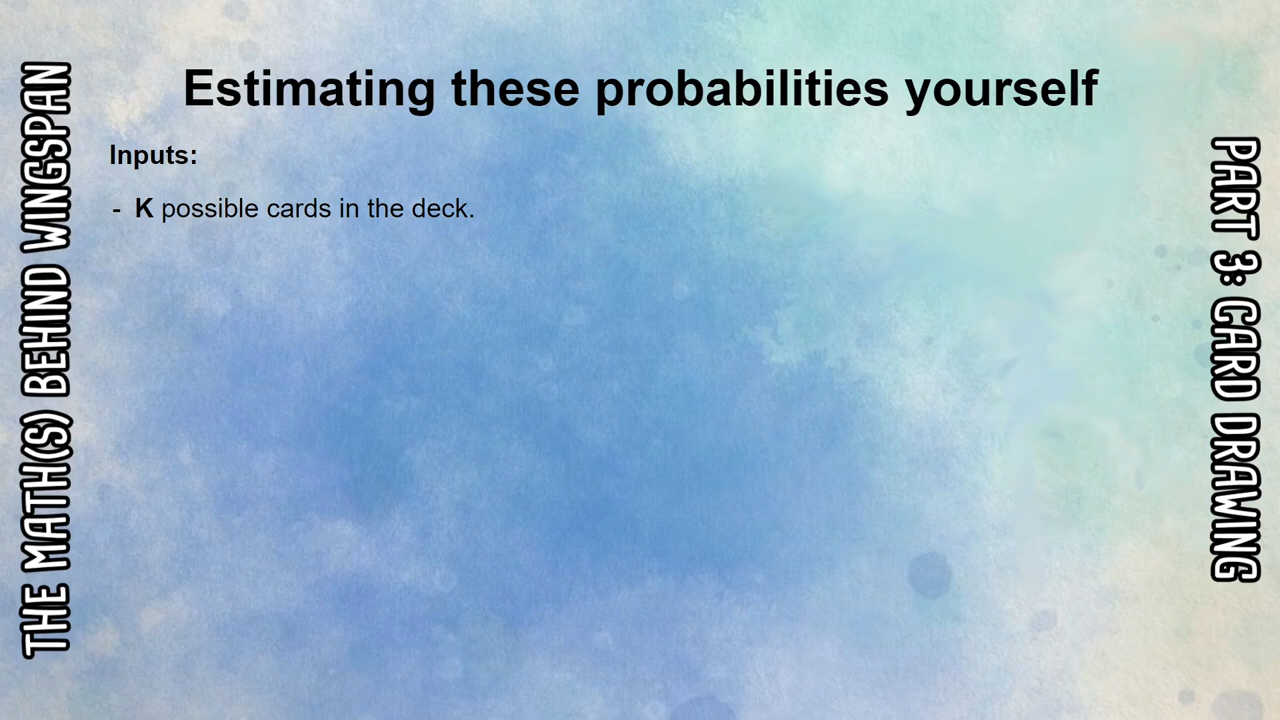 Estimating these probabilities yourself
Inputs:
- K possible cards in the deck.
THE MATH(S) BEHIND WINGSPAN
PART 3: CARD DRAWING